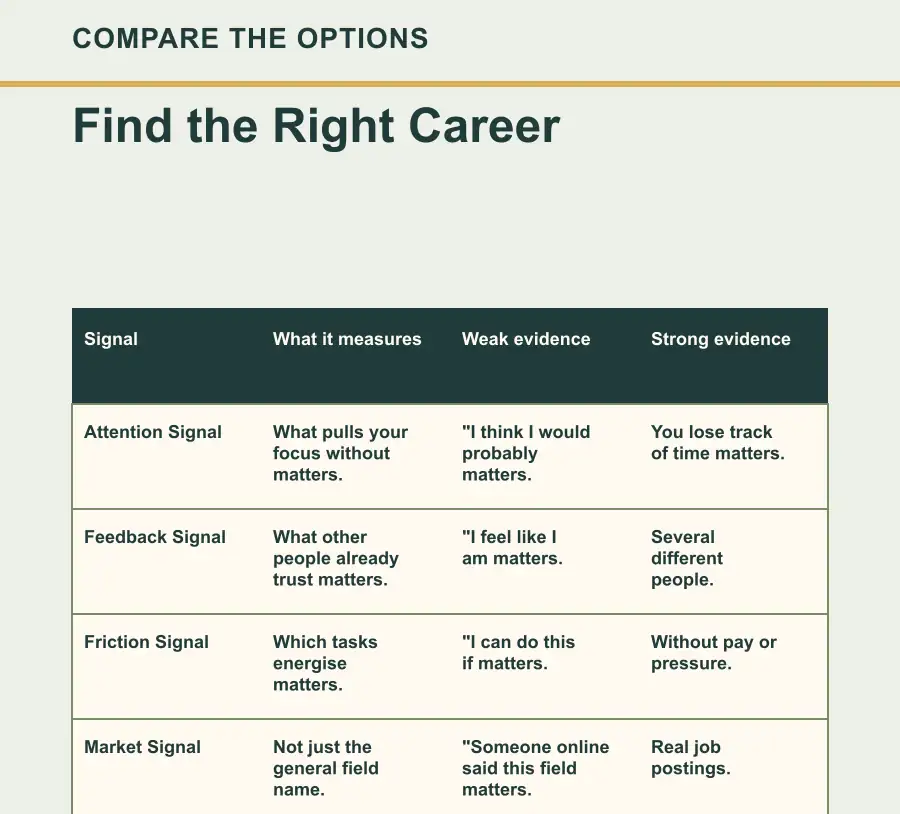 COMPARE THE OPTIONS
Find the Right Career
Signal
What it measures
Weak evidence
Strong evidence
Attention Signal
What pulls your
focus without
matters.
"I think I would
probably
matters.
You lose track
of time matters.
Feedback Signal
What other
people already
trust matters.
"I feel like I
am matters.
Several
different
people.
Friction Signal
Which tasks
energise
matters.
"I can do this
if matters.
Without pay or
pressure.
Market Signal
Not just the
general field
name.
"Someone online
said this field
matters.
Real job
postings.